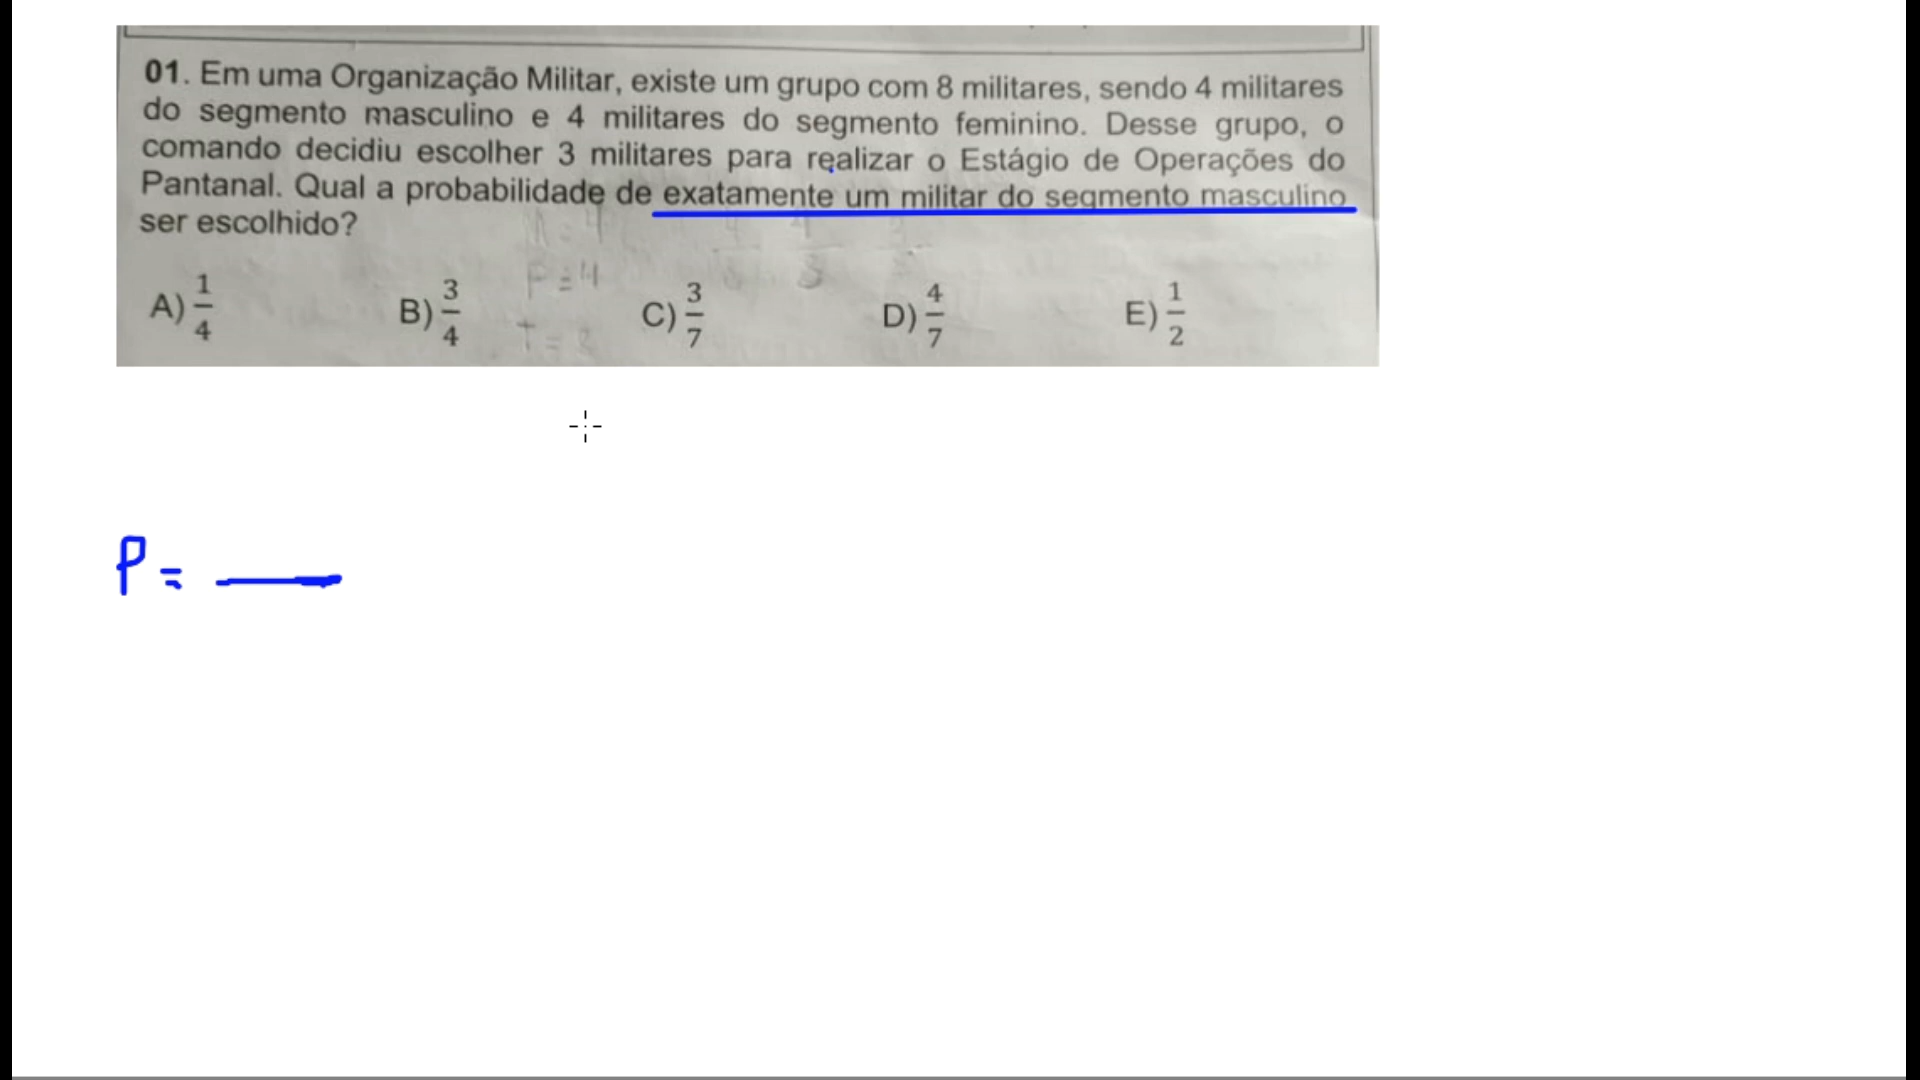 01. Em uma Organização Militar, existe um grupo com 8 militares, sendo 4 militares
do segmento masculino e 4 militares do segmento feminino. Desse grupo, o
comando decidiu escolher 3 militares para realizar o Estágio de Operações do
Pantanal. Qual a probabilidade de exatamente um militar do segmento masculino
ser escolhido?
A) 1/4 B) 3/4 C) 3/7 D) 4/7 E) 1/2
P =